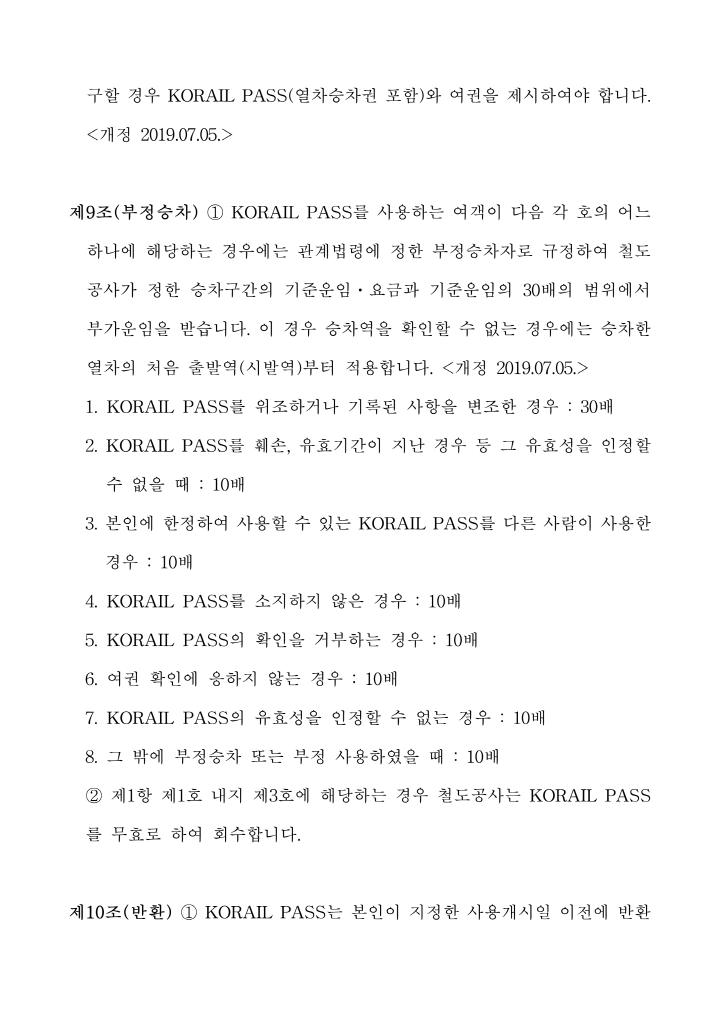 구할 경우 KORAIL PASS(열차승차권 포함)와 여권을 제시하여야 합니다.
<개정 2019.07.05.>
제9조(부정승차) ① KORAIL PASS를 사용하는 여객이 다음 각 호의 어느
하나에 해당하는 경우에는 관계법령에 정한 부정승차자로 규정하여 철도
공사가 정한 승차구간의 기준운임·요금과 기준운임의 30배의 범위에서
부가운임을 받습니다. 이 경우 승차역을 확인할 수 없는 경우에는 승차한
열차의 처음 출발역(시발역)부터 적용합니다. <개정 2019.07.05.>
1. KORAIL PASS를 위조하거나 기록된 사항을 변조한 경우 : 30배
2. KORAIL PASS를 훼손, 유효기간이 지난 경우 등 그 유효성을 인정할
수 없을 때 : 10배
3. 본인에 한정하여 사용할 수 있는 KORAIL PASS를 다른 사람이 사용한
경우 : 10배
4. KORAIL PASS를 소지하지 않은 경우 : 10배
5. KORAIL PASS의 확인을 거부하는 경우 : 10배
6. 여권 확인에 응하지 않는 경우 : 10배
7. KORAIL PASS의 유효성을 인정할 수 없는 경우 : 10배
8. 그 밖에 부정승차 또는 부정 사용하였을 때 : 10배
② 제1항 제1호 내지 제3호에 해당하는 경우 철도공사는 KORAIL PASS
를 무효로 하여 회수합니다.
제10조(반환) ① KORAIL PASS는 본인이 지정한 사용개시일 이전에 반환